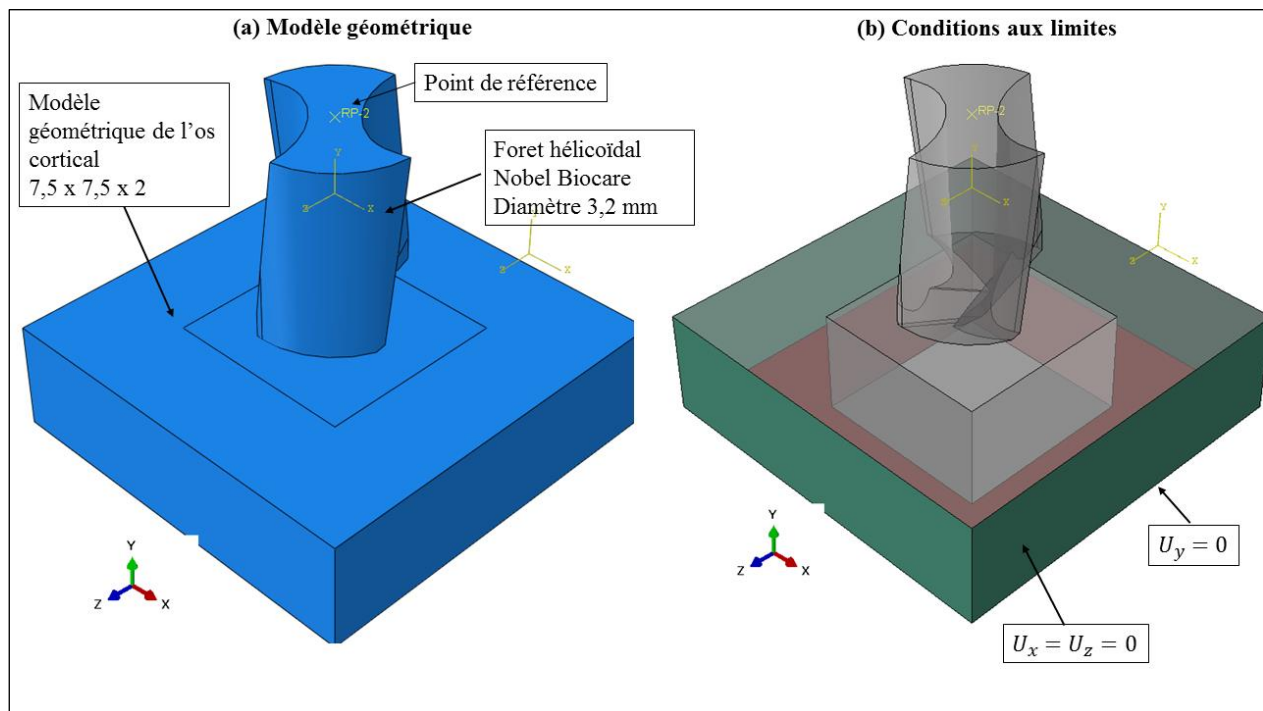 (a) Modèle géométrique
Point de référence
Modèle
géométrique de l’os
cortical
7,5 x 7,5 x 2
Foret hélicoïdal
Nobel Biocare
Diamètre 3,2 mm
RP-2
Y
Z
X
Z
X
Y
Z
X
(b) Conditions aux limites
RP-2
Y
Z
X
Y
Z
X
Y
Z
X
U_y = 0
U_x = U_z = 0